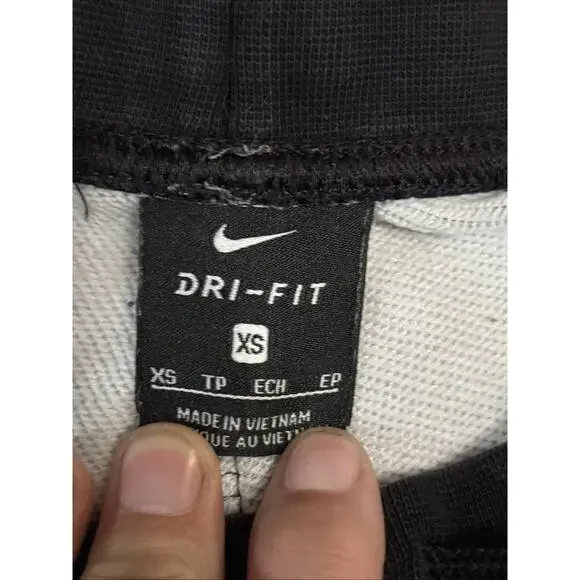 DRI-FIT
XS
XS TP ECH EP
MADE IN VIETNAM
AU